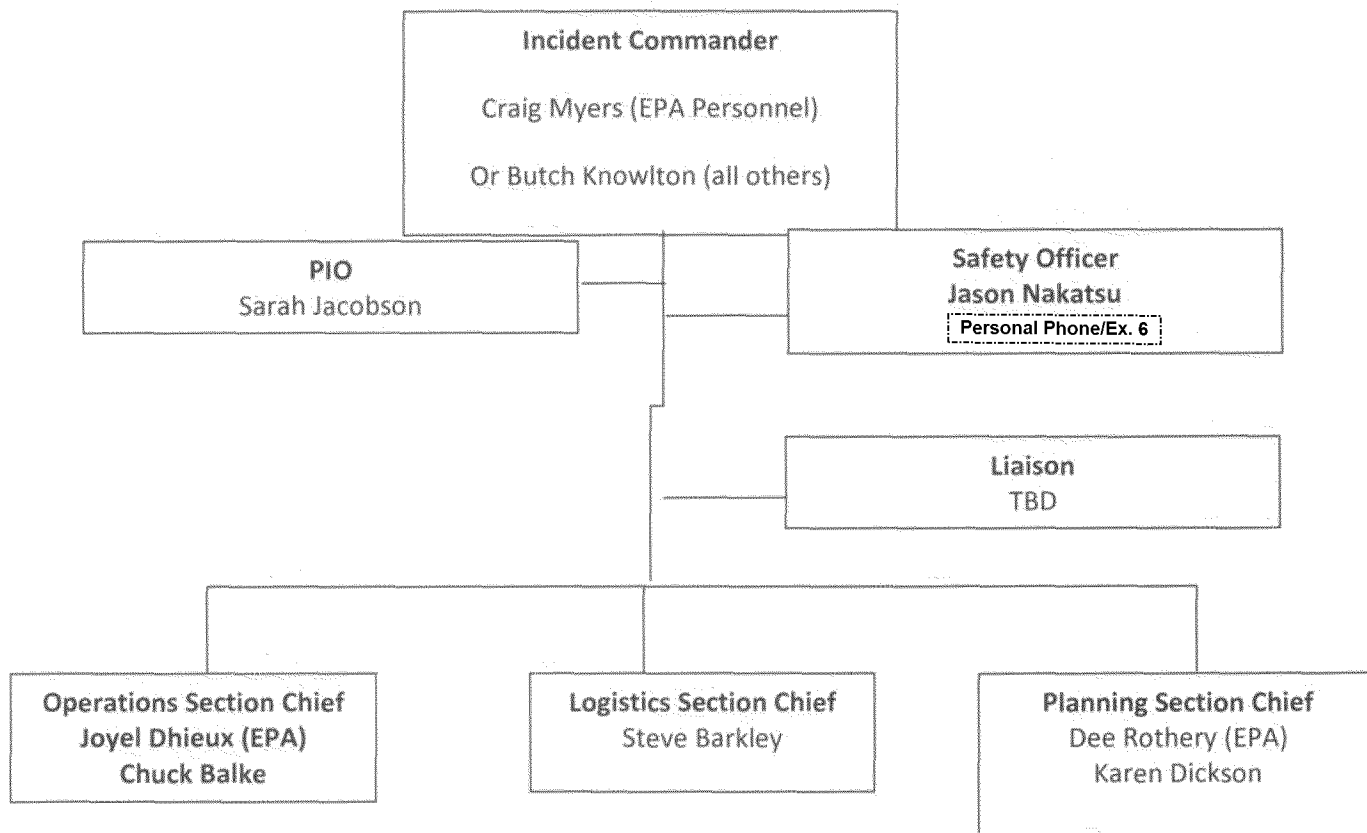 Incident Commander
Craig Myers (EPA Personnel)
Or Butch Knowlton (all others)
PIO
Sarah Jacobson
Safety Officer
Jason Nakatsu
Personal Phone/Ex. 6
Liaison
TBD
Operations Section Chief
Joyel Dhieux (EPA)
Chuck Balke
Logistics Section Chief
Steve Barkley
Planning Section Chief
Dee Rothery (EPA)
Karen Dickson